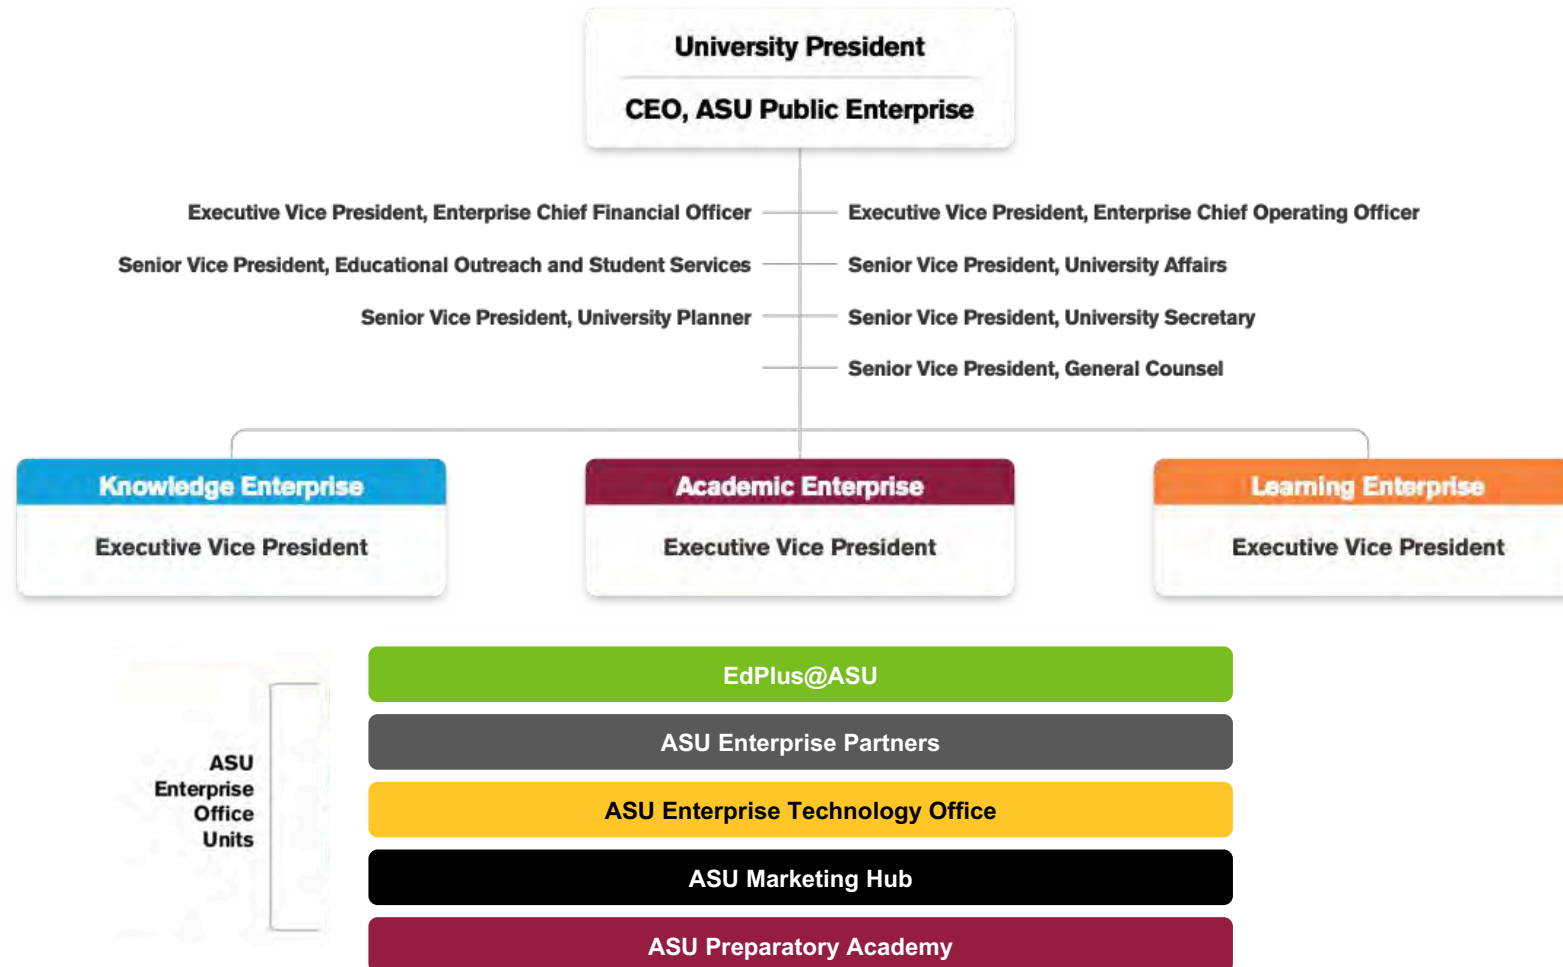 University President
CEO, ASU Public Enterprise
Executive Vice President, Enterprise Chief Financial Officer
Executive Vice President, Enterprise Chief Operating Officer
Senior Vice President, Educational Outreach and Student Services
Senior Vice President, University Affairs
Senior Vice President, University Planner
Senior Vice President, University Secretary
Senior Vice President, General Counsel
Knowledge Enterprise
Executive Vice President
Academic Enterprise
Executive Vice President
Learning Enterprise
Executive Vice President
ASU
Enterprise
Office
Units
EdPlus@ASU
ASU Enterprise Partners
ASU Enterprise Technology Office
ASU Marketing Hub
ASU Preparatory Academy